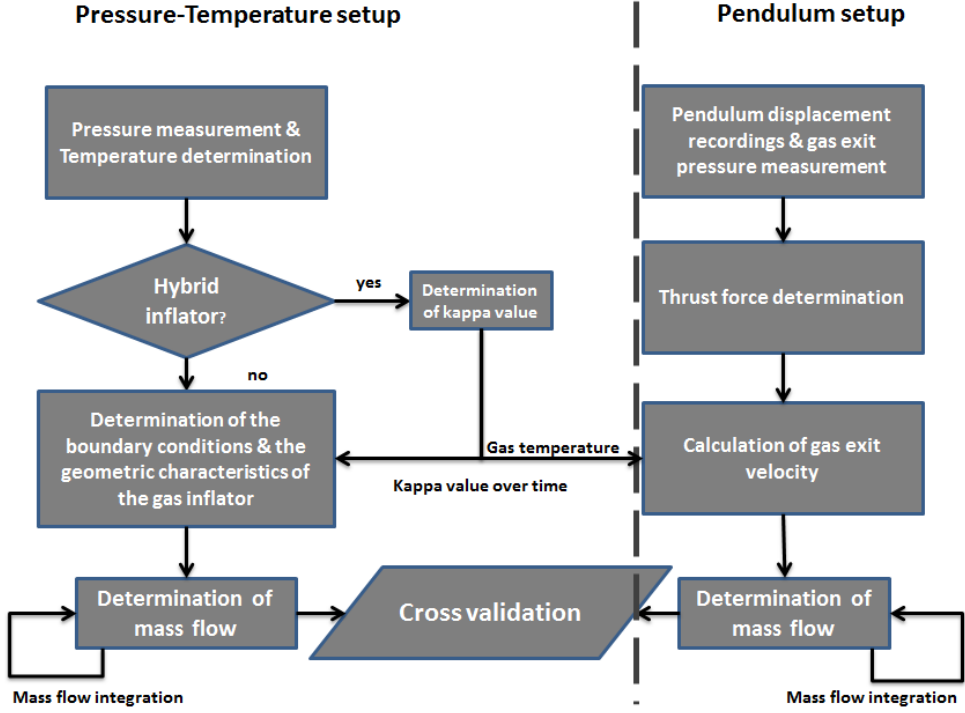 Pressure-Temperature setup
Pendulum setup
Pressure measurement &
Temperature determination
Hybrid
inflator?
yes
Determination
of kappa value
no
Determination of the
boundary conditions & the
geometric characteristics of
the gas inflator
Gas temperature
Kappa value over time
Determination of
mass flow
Mass flow integration
Cross validation
Pendulum displacement
recordings & gas exit
pressure measurement
Thrust force determination
Calculation of gas exit
velocity
Determination of
mass flow
Mass flow integration